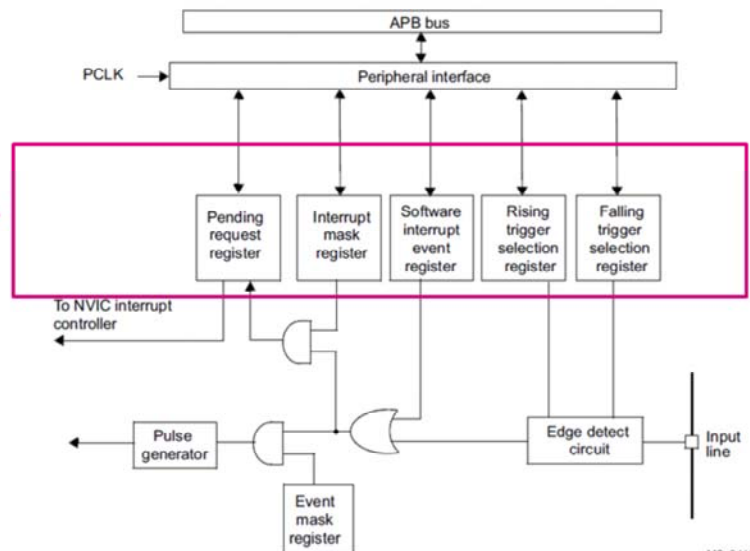 APB bus
PCLK
Peripheral interface
Pending
request
register
Interrupt
mask
register
Software
interrupt
event
register
Rising
trigger
selection
register
Falling
trigger
selection
register
To NVIC interrupt
controller
Pulse
generator
Event
mask
register
Edge detect
circuit
Input
line